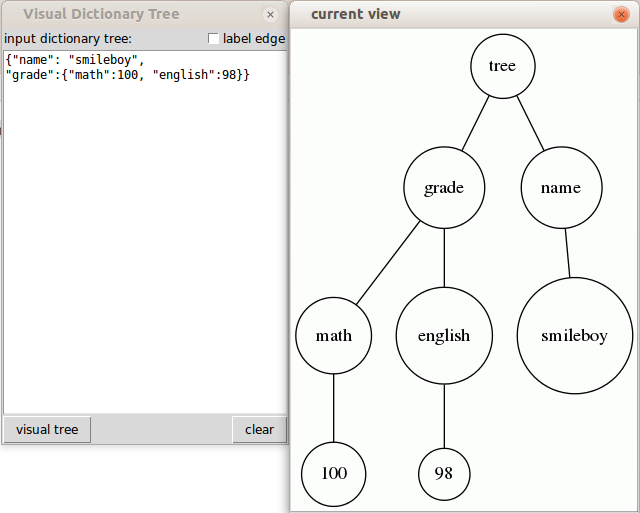 Visual Dictionary Tree
input dictionary tree:
label edge
{"name": "smileboy",
"grade":{"math":100, "english":98}}
visual tree
clear
current view
tree
grade
name
math
english
smileboy
100
98